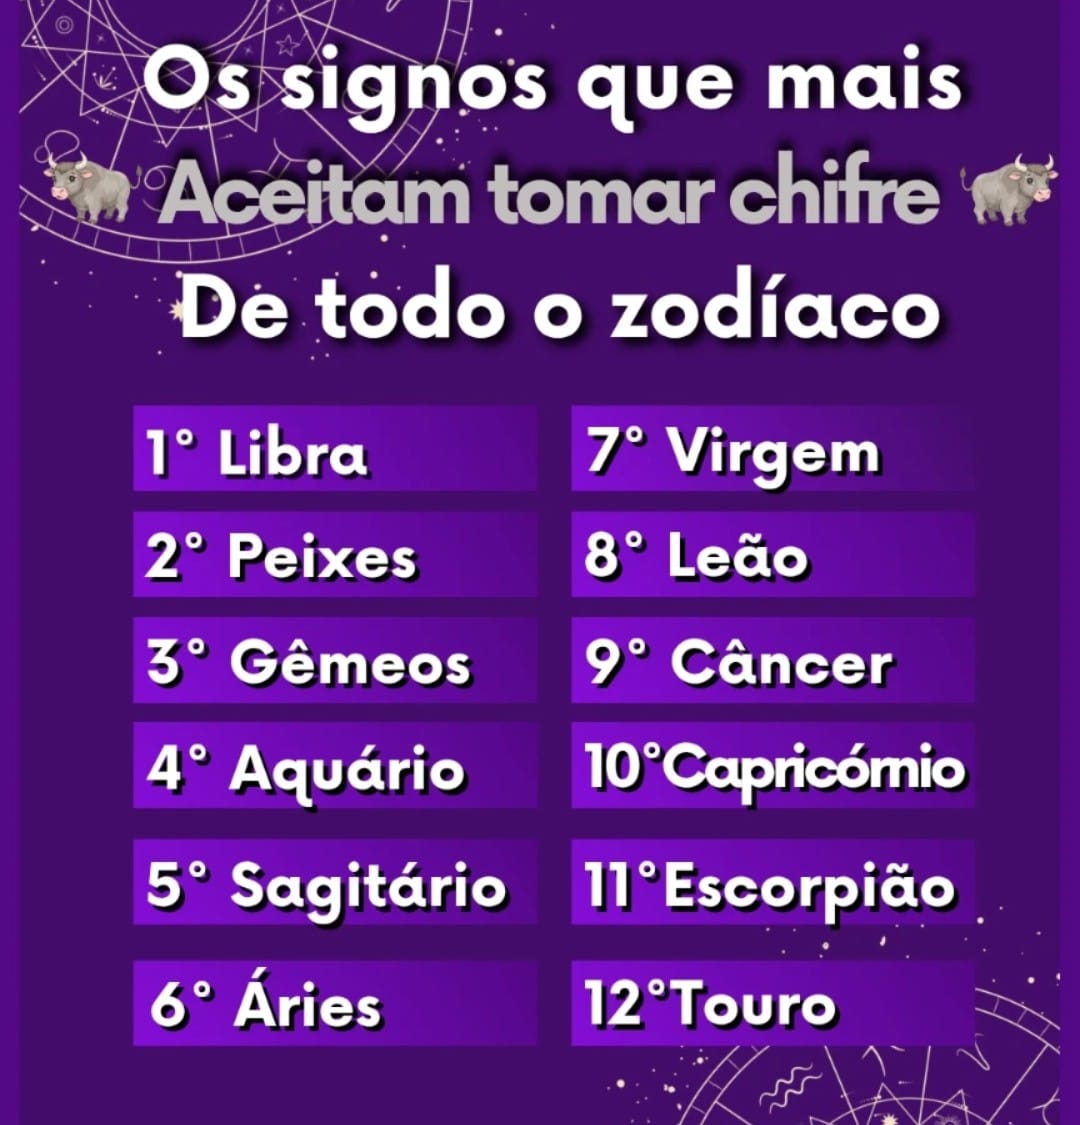 Os signos que mais
Aceitam tomar chifre
De todo o zodíaco
1° Libra
2° Peixes
3° Gêmeos
4° Aquário
5° Sagitário
6° Áries
7° Virgem
8° Leão
9° Câncer
10°Capricórnio
11°Escorpião
12°Touro